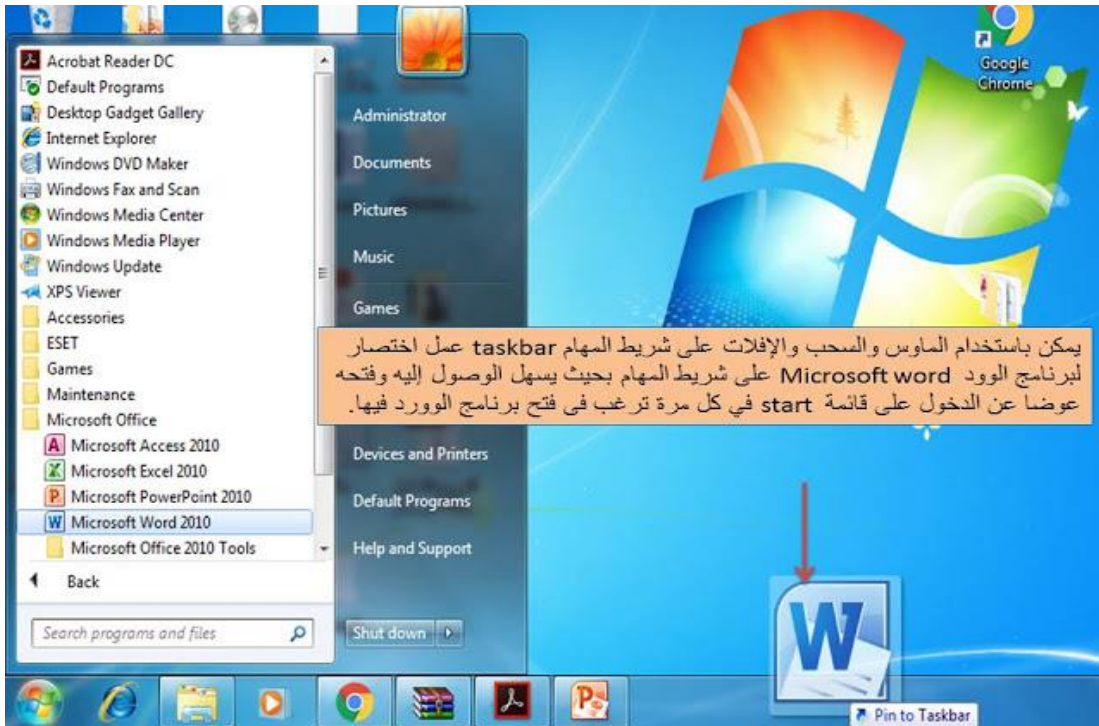 Acrobat Reader DC
Default Programs
Desktop Gadget Gallery
Internet Explorer
Windows DVD Maker
Windows Fax and Scan
Windows Media Center
Windows Media Player
Windows Update
XPS Viewer
Accessories
ESET
Games
Maintenance
Microsoft Office
Microsoft Access 2010
Microsoft Excel 2010
Microsoft PowerPoint 2010
Microsoft Word 2010
Microsoft Office 2010 Tools
Back
Search programs and files
Administrator
Documents
Pictures
Music
Games
Devices and Printers
Default Programs
Help and Support
Shut down
Google
Chrome
يمكن باستخدام الماوس والسحب والإفلات على شريط المهام taskbar عمل اختصار
لبرنامج الوود Microsoft word على شريط المهام بحيث يسهل الوصول إليه وفتحه
عوضا عن الدخول على قائمة start في كل مرة ترغب فى فتح برنامج الوورد فيها.
W
Pin to Taskbar